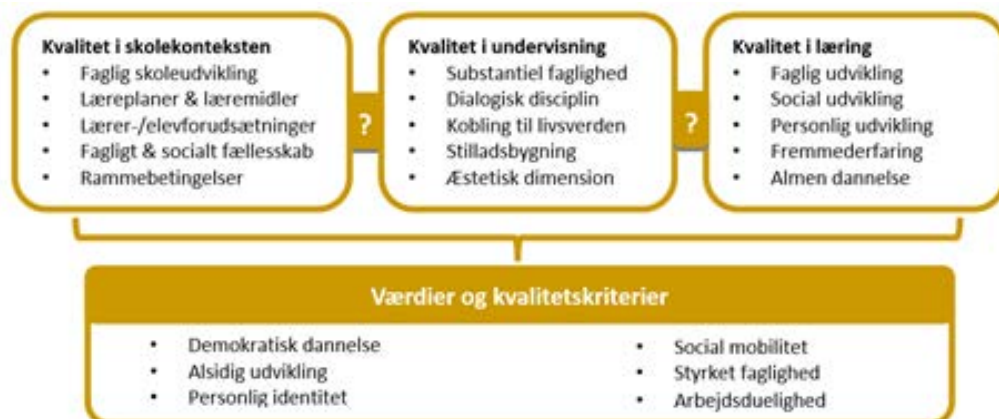 Kvalitet i skolekonteksten
• Faglig skoleudvikling
• Læreplaner & læremidler
• Lærer-/elevforudsætninger
• Fagligt & socialt fællesskab
• Rammebetingelser
?
Kvalitet i undervisning
• Substantiel faglighed
• Dialogisk disciplin
• Kobling til livsverden
• Stilladsbygning
• Æstetisk dimension
?
Kvalitet i læring
• Faglig udvikling
• Social udvikling
• Personlig udvikling
• Fremmederfaring
• Almen dannelse
Værdier og kvalitetskriterier
• Demokratisk dannelse
• Alsidig udvikling
• Personlig identitet
• Social mobilitet
• Styrket faglighed
• Arbejdsduelighed